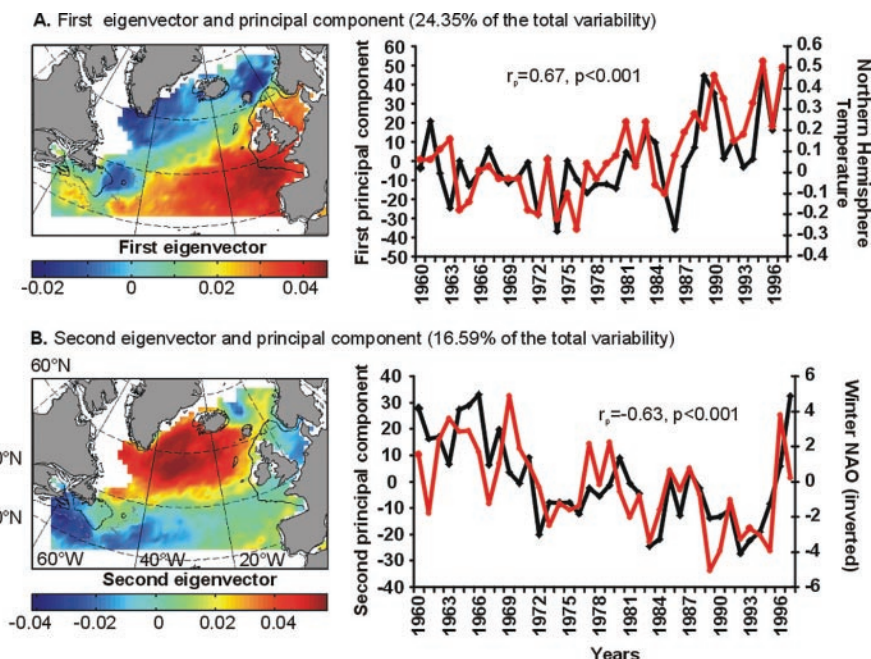 A. First eigenvector and principal component (24.35% of the total variability)
First eigenvector
-0.02 0 0.02 0.04
First principal component
60
50
40
30
20
10
0
-10
-20
-30
-40
-50
rp=0.67, p<0.001
0.6
0.5
0.4
0.3
0.2
0.1
0
-0.1
-0.2
-0.3
-0.4
Northern Hemisphere
Temperature
1960 1963 1966 1969 1972 1975 1978 1981 1984 1987 1990 1993 1996
B. Second eigenvector and principal component (16.59% of the total variability)
60°N
0°N
0°N
60°W 40°W 20°W
Second eigenvector
-0.04 -0.02 0 0.02 0.04
Second principal component
40
30
20
10
0
-10
-20
-30
-40
rp=-0.63, p<0.001
6
4
2
0
-2
-4
-6
Winter NAO (inverted)
1960 1963 1966 1969 1972 1975 1978 1981 1984 1987 1990 1993 1996
Years